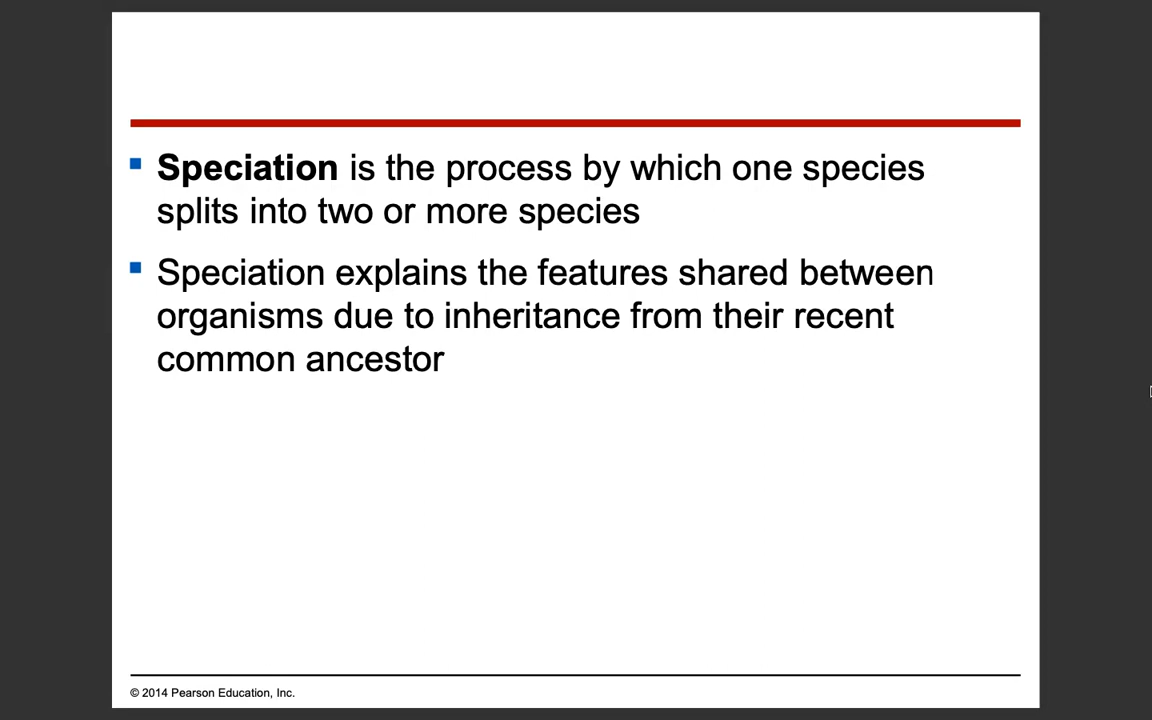 Speciation is the process by which one species
splits into two or more species
Speciation explains the features shared between
organisms due to inheritance from their recent
common ancestor
© 2014 Pearson Education, Inc.